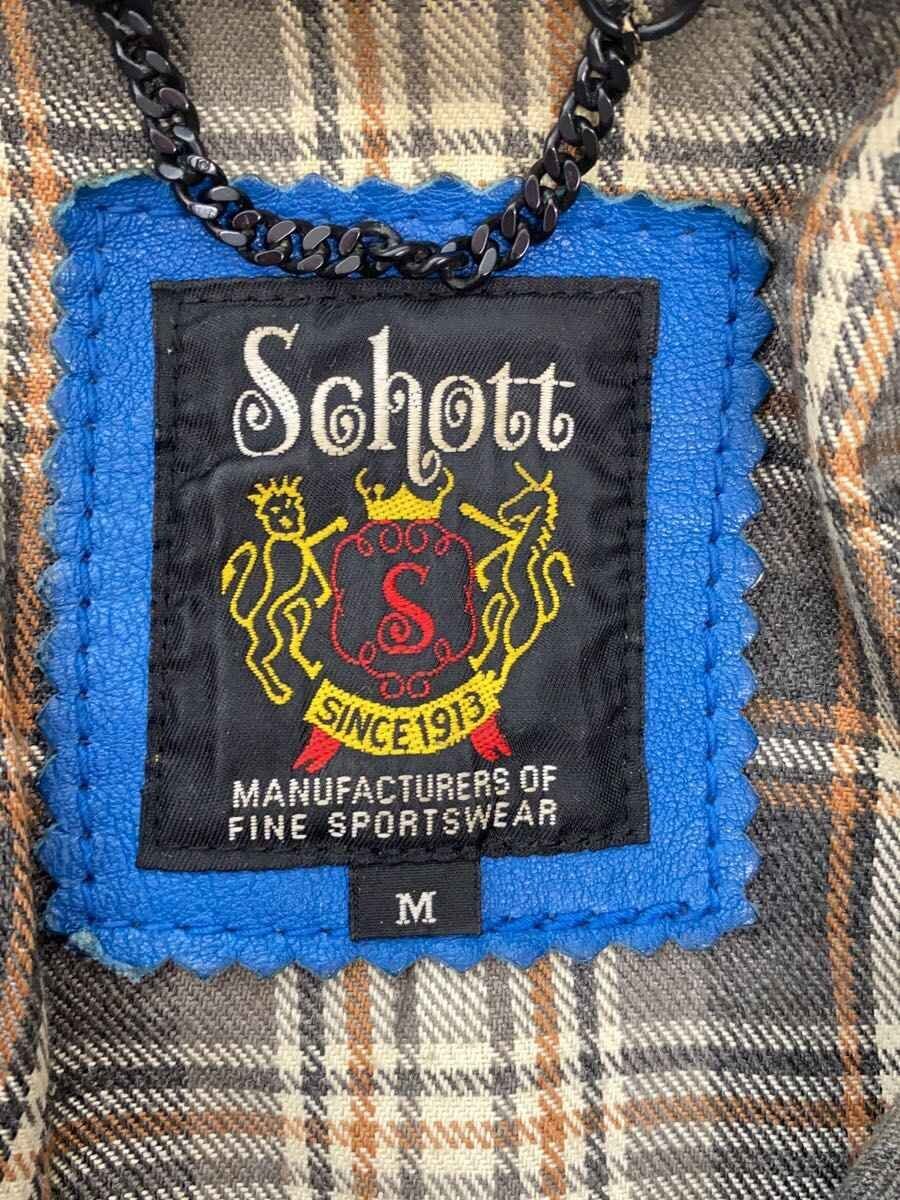 Schott
S
SINCE 1913
MANUFACTURERS OF
FINE SPORTSWEAR
M